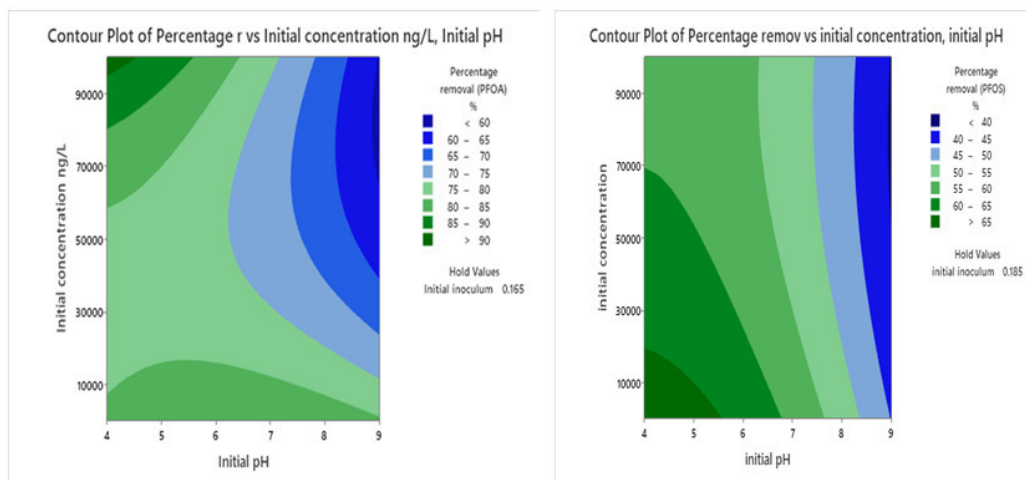 Contour Plot of Percentage r vs Initial concentration ng/L, Initial pH
Initial concentration ng/L
90000
70000
50000
30000
10000
4 5 6 7 8 9
Initial pH
Percentage
removal (PFOA)
%
< 60
60 – 65
65 – 70
70 – 75
75 – 80
80 – 85
85 – 90
> 90
Hold Values
Initial inoculum 0.165
Contour Plot of Percentage remov vs initial concentration, initial pH
initial concentration
90000
70000
50000
30000
10000
4 5 6 7 8 9
initial pH
Percentage
removal (PFOS)
%
< 40
40 – 45
45 – 50
50 – 55
55 – 60
60 – 65
> 65
Hold Values
initial inoculum 0.185